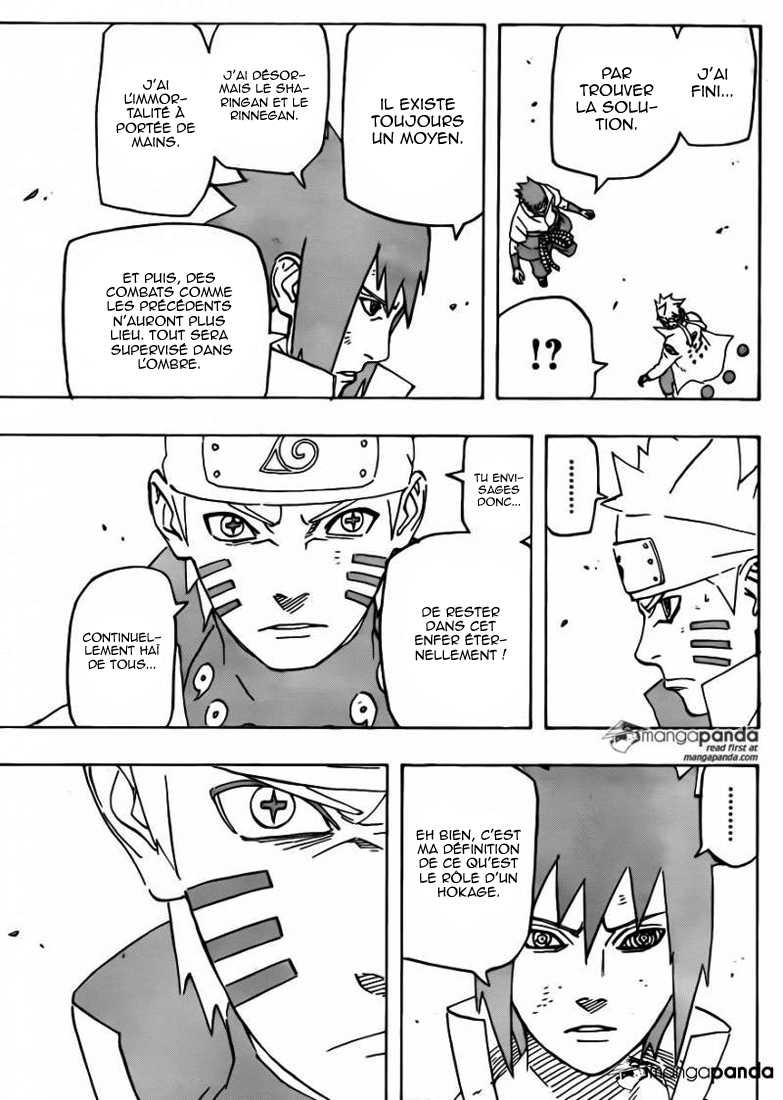 J'AI
FINI...
PAR
TROUVER
LA SOLU-
TION.
!?
IL EXISTE
TOUJOURS
UN MOYEN.
J'AI DÉSOR-
MAIS LE SHA-
RINGAN ET LE
RINNEGAN.
J'AI
L'IMMOR-
TALITÉ À
PORTÉE DE
MAINS.
ET PUIS, DES
COMBATS COMME
LES PRÉCÉDENTS
N'AURONT PLUS
LIEU. TOUT SERA
SUPERVISÉ DANS
L'OMBRE.
.........
TU ENVI-
SAGES
DONC...
DE RESTER
DANS CET
ENFER ÉTER-
NELLEMENT !
CONTINUEL-
LEMENT HAÏ
DE TOUS...
mangapanda
read first at
mangapanda.com
.........
EH BIEN, C'EST
MA DÉFINITION
DE CE QU'EST
LE RÔLE D'UN
HOKAGE.
mangapanda